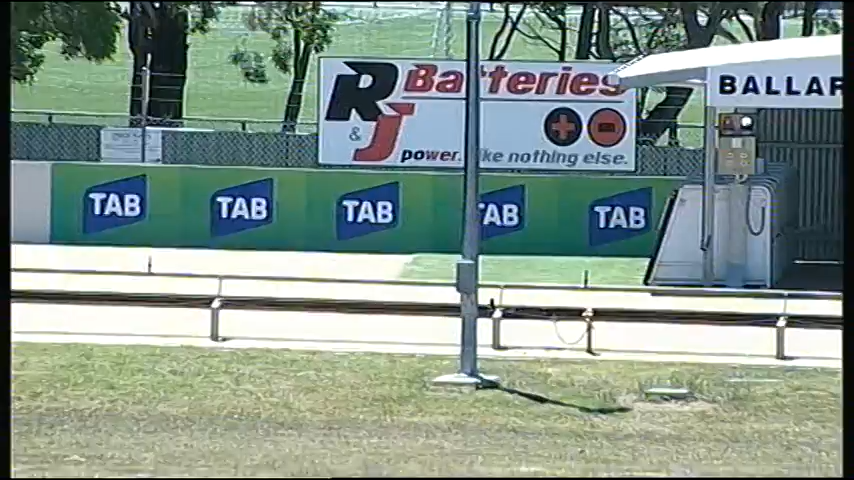 R&J Batteries
power. like nothing else.
BALLAR
TAB TAB TAB TAB TAB